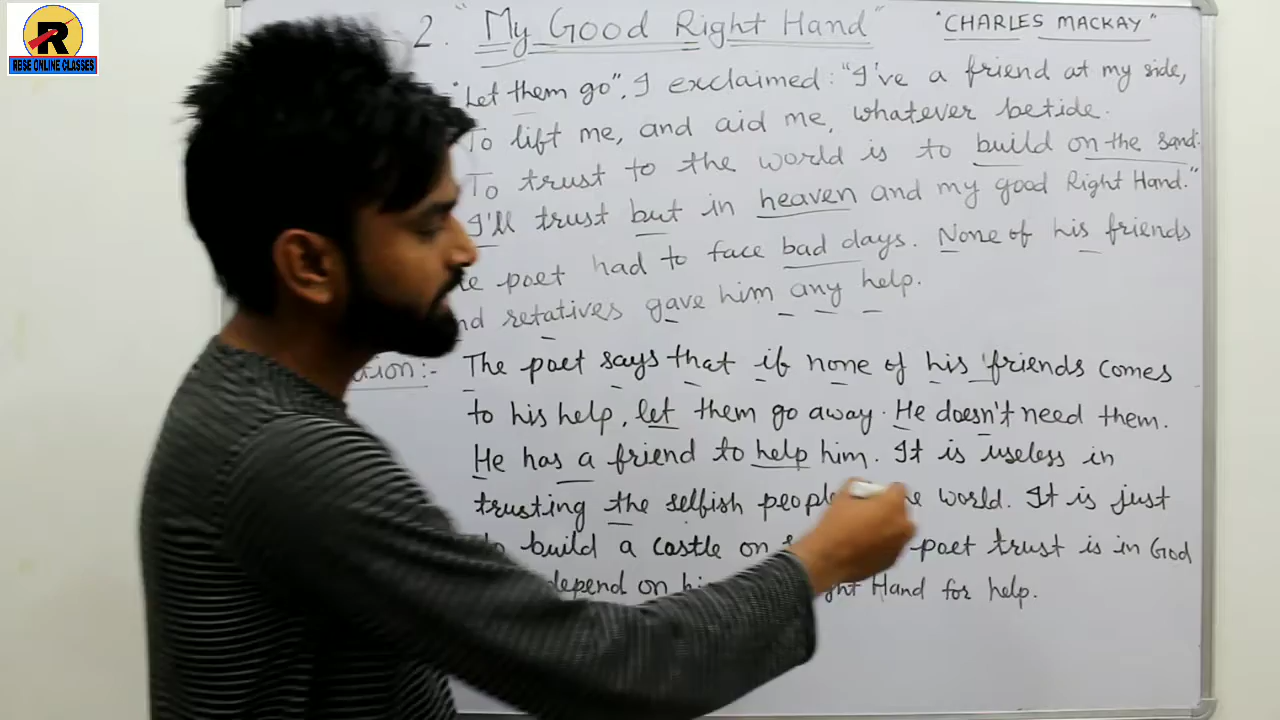 R
RBSE ONLINE CLASSES
2. "My Good Right Hand" "CHARLES MACKAY"
"Let them go", I exclaimed: "I've a friend at my side,
To lift me, and aid me, whatever betide.
To trust to the world is to build on the sand.
I'll trust but in heaven and my good Right Hand."
poet had to face bad days. None of his friends
retatives gave him any help.
The poet says that if none of his friends comes
to his help, let them go away. He doesn't need them.
He has a friend to help him. It is useless in
trusting the selfish people world. It is just
build a castle on poet trust is in God
depend on Hand for help.